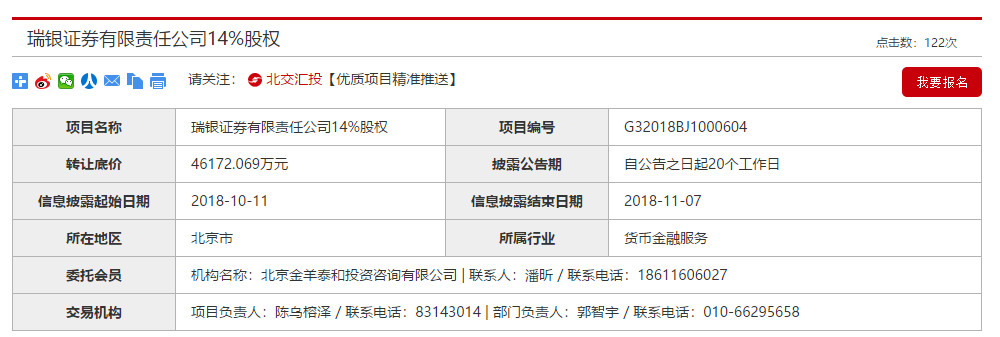 瑞银证券有限责任公司14%股权
点击数：122次
请关注： 北交汇投【优质项目精准推送】
我要报名
项目名称 瑞银证券有限责任公司14%股权 项目编号 G32018BJ1000604
转让底价 46172.069万元 披露公告期 自公告之日起20个工作日
信息披露起始日期 2018-10-11 信息披露结束日期 2018-11-07
所在地区 北京市 所属行业 货币金融服务
委托会员 机构名称：北京金羊泰和投资咨询有限公司 | 联系人：潘昕 / 联系电话：18611606027
交易机构 项目负责人：陈乌榕泽 / 联系电话：83143014 | 部门负责人：郭智宇 / 联系电话：010-66295658